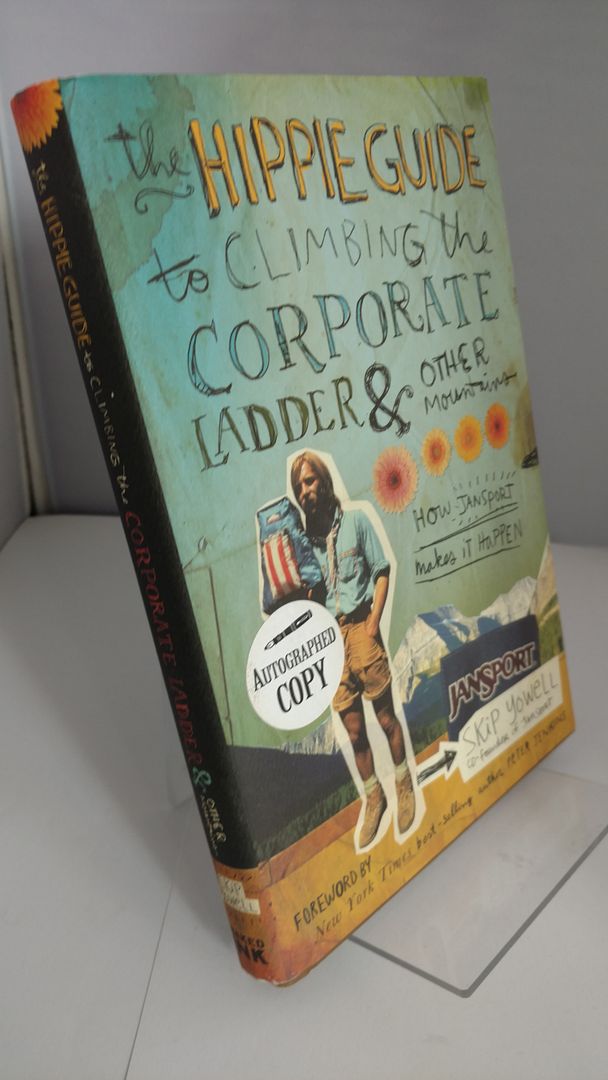 the HIPPIE GUIDE
to CLIMBING the
CORPORATE
LADDER & OTHER
Mountains
HOW JANSPORT
makes it HAPPEN
AUTOGRAPHED
COPY
JANSPORT
SKIP YOWELL
co-founder of JanSport
FOREWORD BY
New York Times best-selling author PETER JENKINS
the HIPPIE GUIDE to CLIMBING the CORPORATE LADDER & OTHER